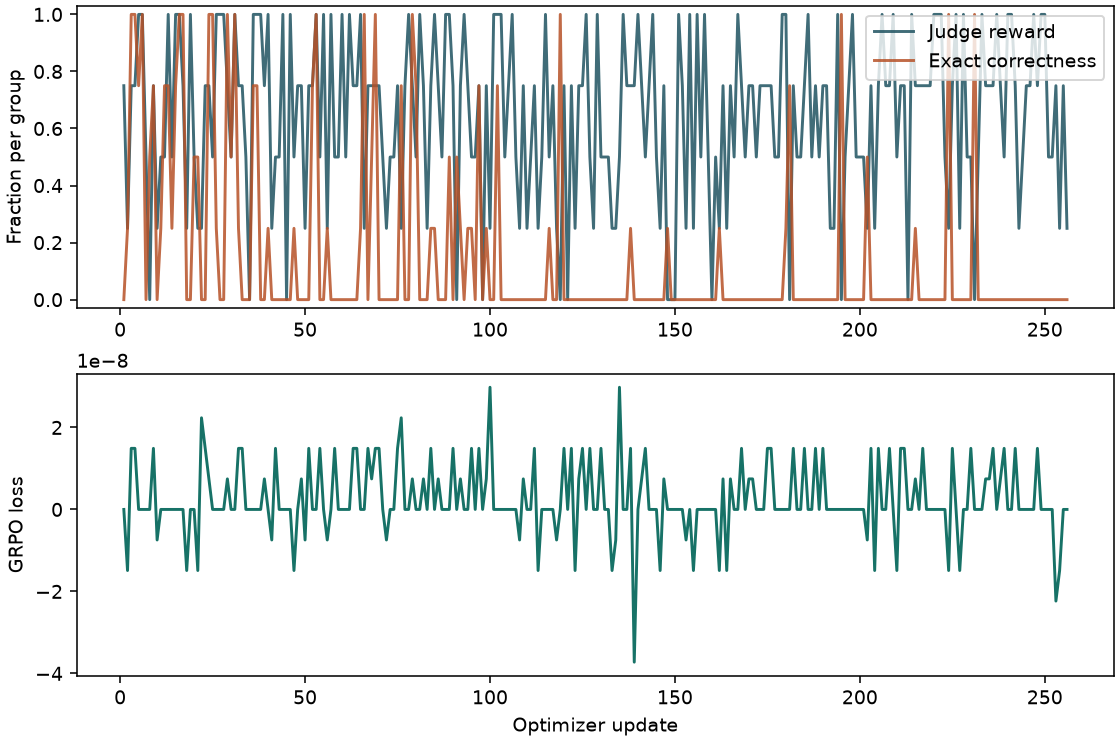 1.0
0.8
0.6
0.4
0.2
0.0
Fraction per group
Judge reward
Exact correctness
0 50 100 150 200 250
1e−8
2
0
−2
−4
GRPO loss
0 50 100 150 200 250
Optimizer update